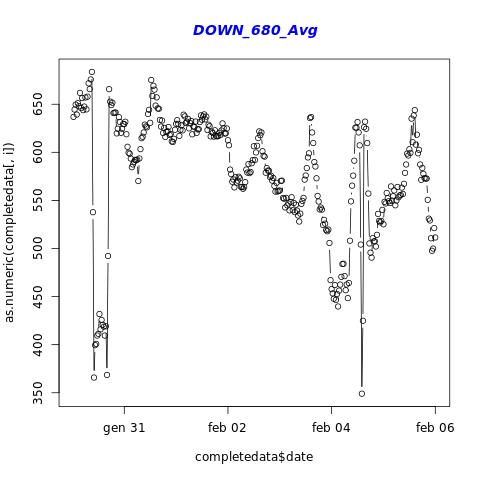 DOWN_680_Avg
as.numeric(completedata[, i])
650
600
550
500
450
400
350
gen 31
feb 02
feb 04
feb 06
completedata$date